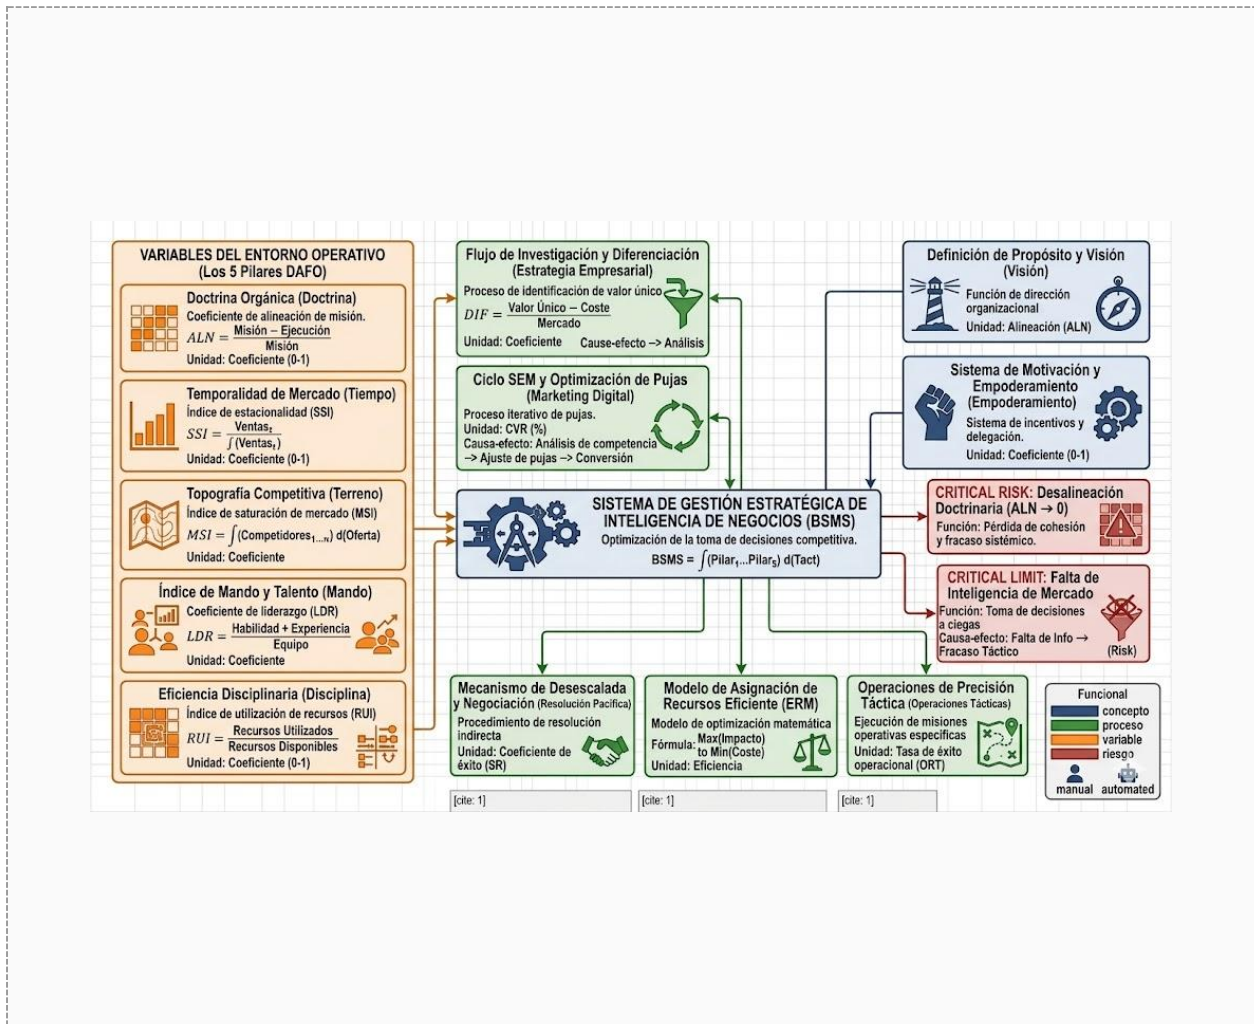 VARIABLES DEL ENTORNO OPERATIVO
(Los 5 Pilares DAFO)
Doctrina Orgánica (Doctrina)
Coeficiente de alineación de misión.
ALN = Misión – Ejecución
Misión
Unidad: Coeficiente (0-1)
Temporalidad de Mercado (Tiempo)
Índice de estacionalidad (SSI)
SSI = Ventas_t
∫(Ventas_t)
Unidad: Coeficiente (0-1)
Topografía Competitiva (Terreno)
Índice de saturación de mercado (MSI)
MSI = ∫(Competidores_1...N) d(Oferta)
Unidad: Coeficiente
Índice de Mando y Talento (Mando)
Coeficiente de liderazgo (LDR)
LDR = Habilidad + Experiencia
Equipo
Unidad: Coeficiente
Eficiencia Disciplinaria (Disciplina)
Índice de utilización de recursos (RUI)
RUI = Recursos Utilizados
Recursos Disponibles
Unidad: Coeficiente (0-1)
Flujo de Investigación y Diferenciación
(Estrategia Empresarial)
Proceso de identificación de valor único
DIF = Valor Único – Coste
Mercado
Unidad: Coeficiente Cause-efecto –> Análisis
Ciclo SEM y Optimización de Pujas
(Marketing Digital)
Proceso iterativo de pujas.
Unidad: CVR (%)
Causa-efecto: Análisis de competencia
–> Ajuste de pujas –> Conversión
SISTEMA DE GESTIÓN ESTRATÉGICA DE
INTELIGENCIA DE NEGOCIOS (BSMS)
Optimización de la toma de decisiones competitiva.
BSMS = ∫(Pilar_1...Pilar_5) d(Tact)
Definición de Propósito y Visión
(Visión)
Función de dirección
organizacional
Unidad: Alineación (ALN)
Sistema de Motivación y
Empoderamiento
(Empoderamiento)
Sistema de incentivos y
delegación.
Unidad: Coeficiente (0-1)
CRITICAL RISK: Desalineación
Doctrinaria (ALN → 0)
Función: Pérdida de cohesión
y fracaso sistémico.
CRITICAL LIMIT: Falta de
Inteligencia de Mercado
Función: Toma de decisiones
a ciegas
Causa-efecto: Falta de Info →
Fracaso Táctico
(Risk)
Mecanismo de Desescalada
y Negociación (Resolución Pacífica)
Procedimiento de resolución
indirecta
Unidad: Coeficiente de
éxito (SR)
Modelo de Asignación de
Recursos Eficiente (ERM)
Modelo de optimización matemática
Fórmula: Max(Impacto)
to Min(Coste)
Unidad: Eficiencia
Operaciones de Precisión
Táctica (Operaciones Tácticas)
Ejecución de misiones
operativas específicas
Unidad: Tasa de éxito
operacional (ORT)
Funcional
concepto
proceso
variable
riesgo
manual automated
[cite: 1]
[cite: 1]
[cite: 1]